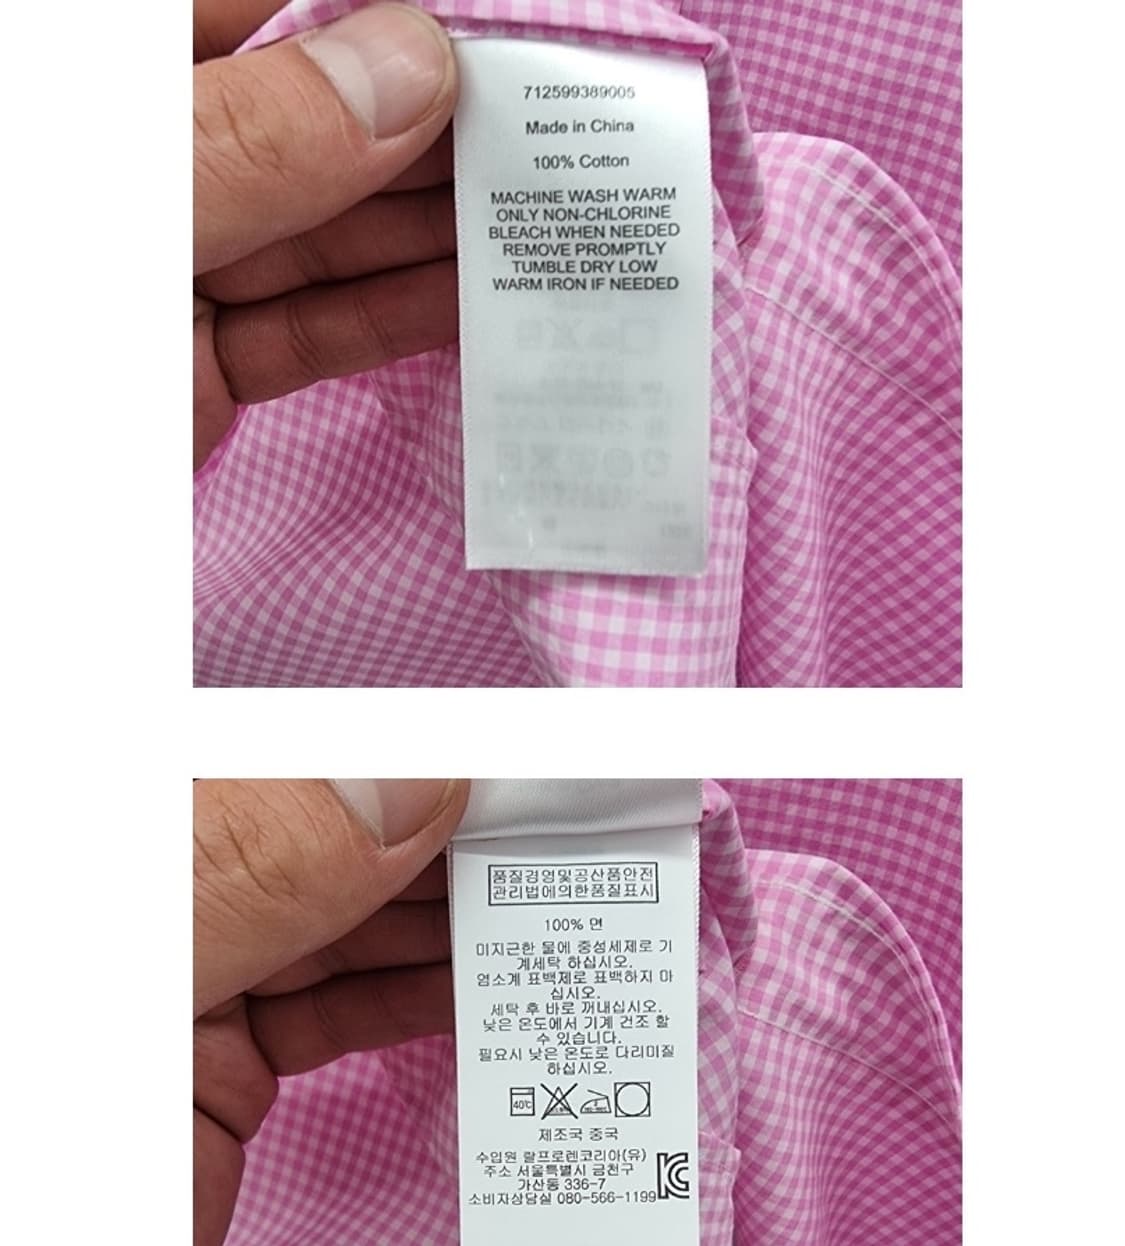 712599389005
Made in China
100% Cotton
MACHINE WASH WARM
ONLY NON-CHLORINE
BLEACH WHEN NEEDED
REMOVE PROMPTLY
TUMBLE DRY LOW
WARM IRON IF NEEDED
품질경영및공산품안전
관리법에의한품질표시
100% 면
미지근한 물에 중성세제로 기
계세탁 하십시오.
염소계 표백제로 표백하지 마
십시오.
세탁 후 바로 꺼내십시오.
낮은 온도에서 기계 건조 할
수 있습니다.
필요시 낮은 온도로 다리미질
하십시오.
40℃
제조국 중국
수입원 랄프로렌코리아(유)
주소 서울특별시 금천구
가산동 336-7
소비자상담실 080-566-1199